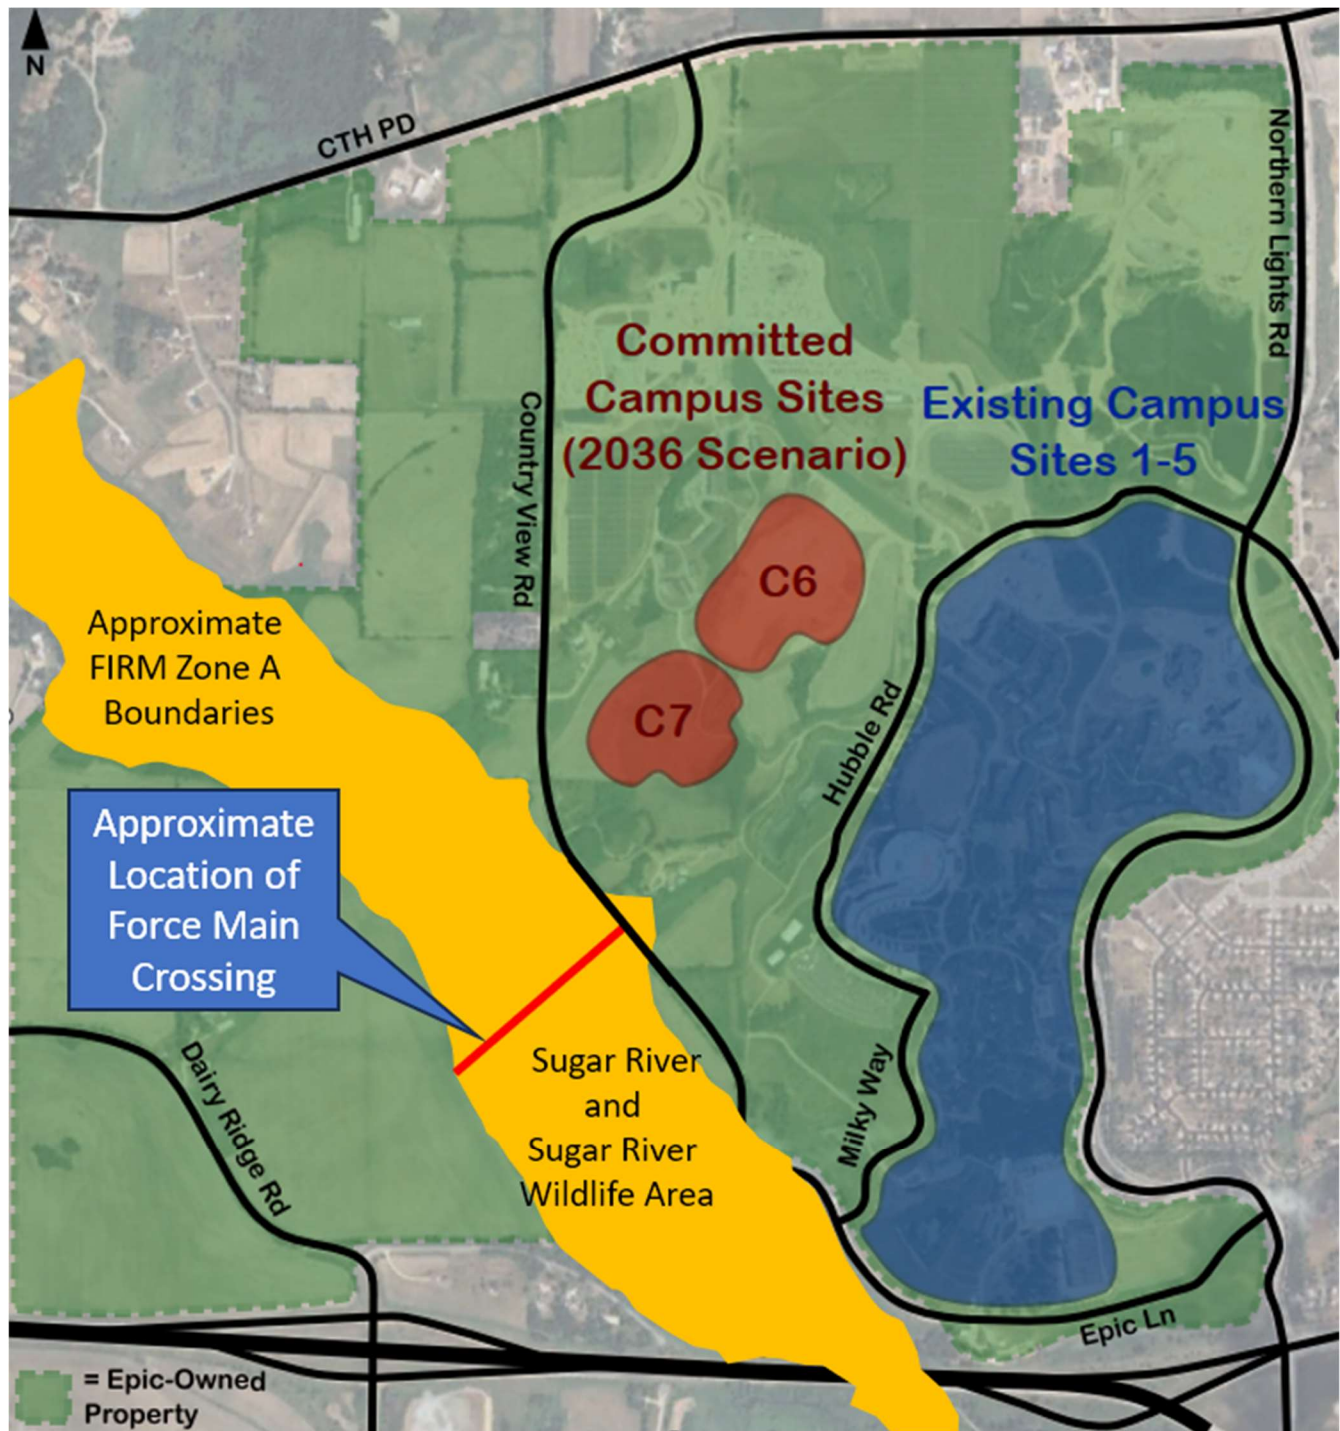 N
CTH PD
Northern Lights Rd
Committed
Campus Sites
(2036 Scenario)
Existing Campus
Sites 1-5
Country View Rd
C6
C7
Hubble Rd
Approximate
FIRM Zone A
Boundaries
Approximate
Location of
Force Main
Crossing
Sugar River
and
Sugar River
Wildlife Area
Milky Way
Dairy Ridge Rd
Epic Ln
= Epic-Owned
Property